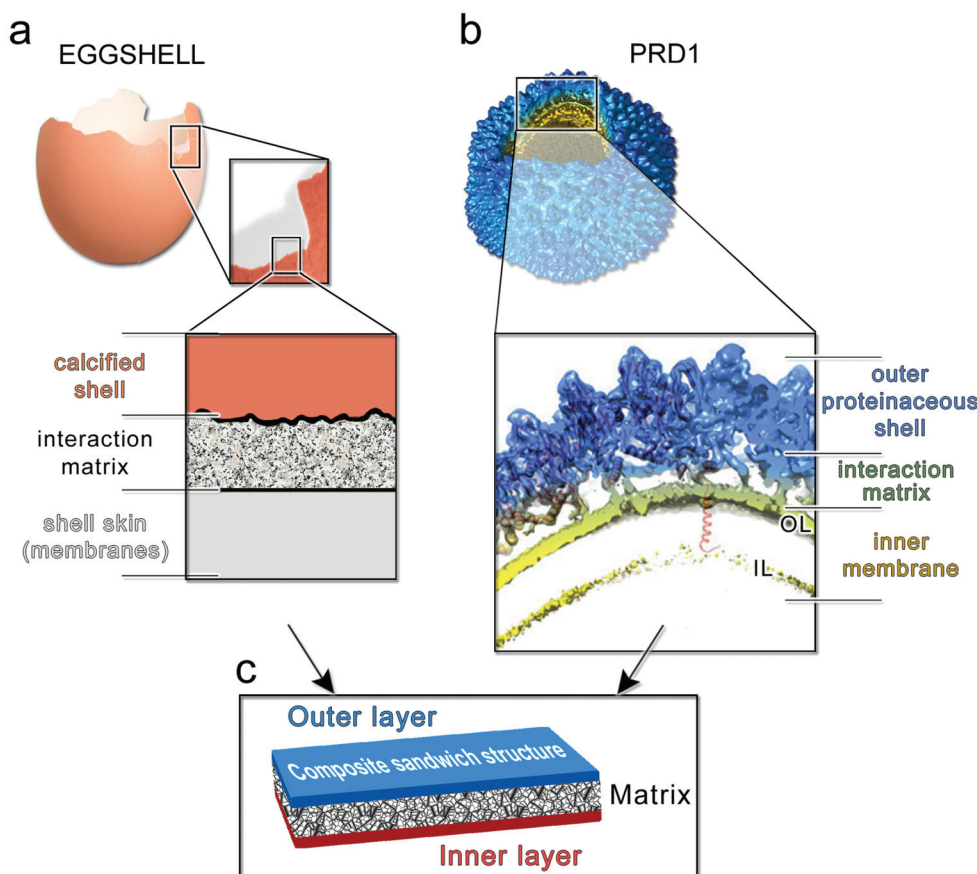 a
EGGSHELL
b
PRD1
calcified
shell
interaction
matrix
shell skin
(membranes)
outer
proteinaceous
shell
interaction
matrix
OL
inner
membrane
IL
c
Outer layer
Composite sandwich structure
Matrix
Inner layer